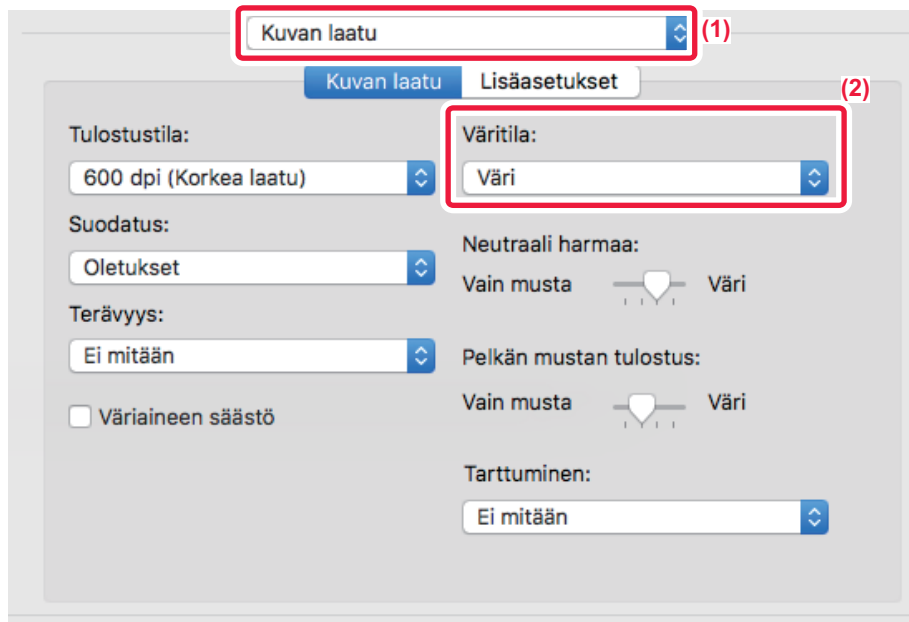 Kuvan laatu
(1)
Kuvan laatu
Lisäasetukset
(2)
Tulostustila:
600 dpi (Korkea laatu)
Suodatus:
Oletukset
Terävyys:
Ei mitään
Väriaineen säästö
Väritila:
Väri
Neutraali harmaa:
Vain musta Väri
Pelkän mustan tulostus:
Vain musta Väri
Tarttuminen:
Ei mitään